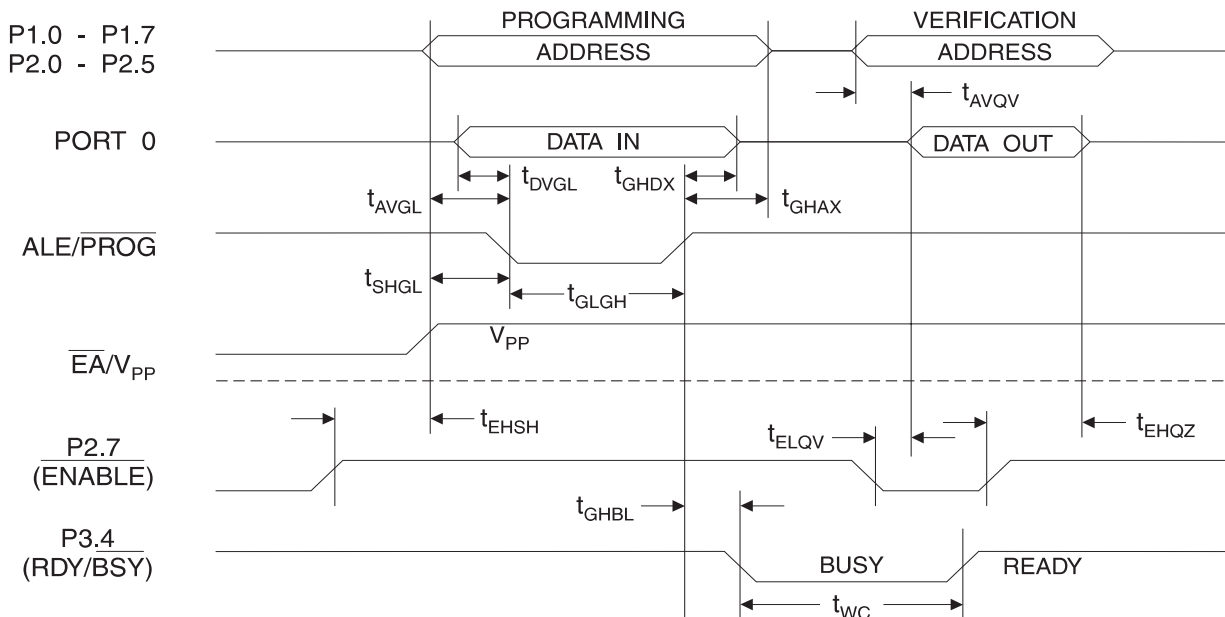 PROGRAMMING VERIFICATION
P1.0 - P1.7
P2.0 - P2.5
ADDRESS ADDRESS
tAVQV
PORT 0 DATA IN DATA OUT
tDVGL tGHDX
tAVGL tGHAX
ALE/PROG
tSHGL tGLGH
VPP
EA/VPP
tEHSH tELQV tEHQZ
P2.7
(ENABLE)
tGHBL
P3.4
(RDY/BSY)
BUSY READY
tWC